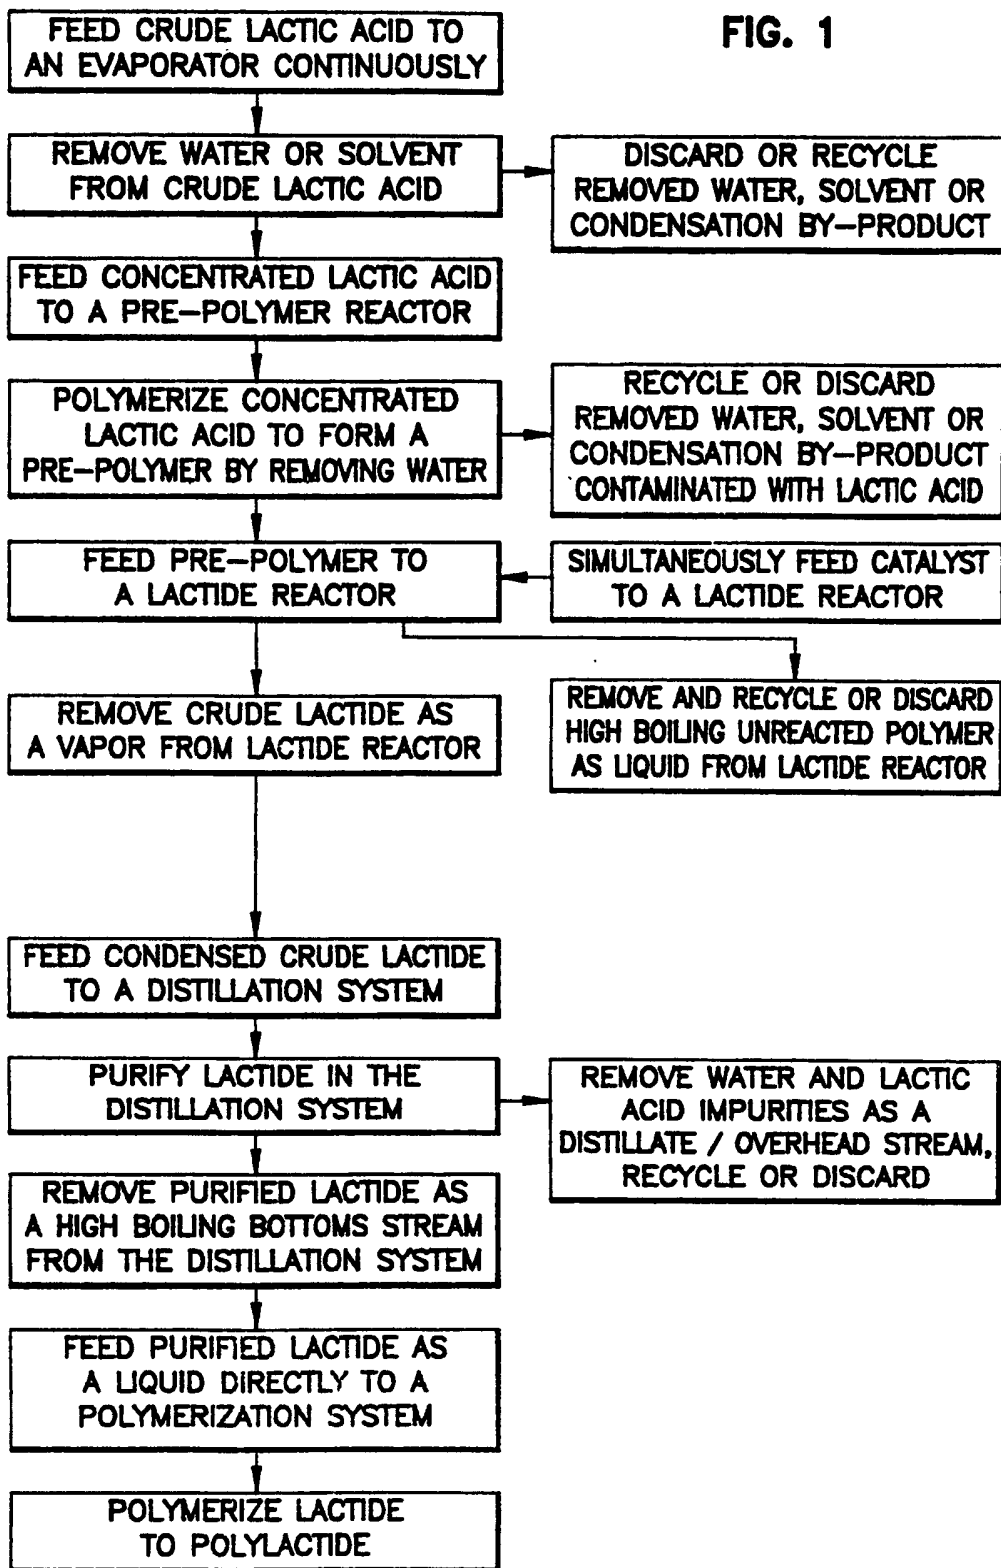 FIG. 1
FEED CRUDE LACTIC ACID TO
AN EVAPORATOR CONTINUOUSLY
REMOVE WATER OR SOLVENT
FROM CRUDE LACTIC ACID
DISCARD OR RECYCLE
REMOVED WATER, SOLVENT OR
CONDENSATION BY-PRODUCT
FEED CONCENTRATED LACTIC ACID
TO A PRE-POLYMER REACTOR
POLYMERIZE CONCENTRATED
LACTIC ACID TO FORM A
PRE-POLYMER BY REMOVING WATER
RECYCLE OR DISCARD
REMOVED WATER, SOLVENT OR
CONDENSATION BY-PRODUCT
CONTAMINATED WITH LACTIC ACID
FEED PRE-POLYMER TO
A LACTIDE REACTOR
SIMULTANEOUSLY FEED CATALYST
TO A LACTIDE REACTOR
REMOVE CRUDE LACTIDE AS
A VAPOR FROM LACTIDE REACTOR
REMOVE AND RECYCLE OR DISCARD
HIGH BOILING UNREACTED POLYMER
AS LIQUID FROM LACTIDE REACTOR
FEED CONDENSED CRUDE LACTIDE
TO A DISTILLATION SYSTEM
PURIFY LACTIDE IN THE
DISTILLATION SYSTEM
REMOVE WATER AND LACTIC
ACID IMPURITIES AS A
DISTILLATE / OVERHEAD STREAM,
RECYCLE OR DISCARD
REMOVE PURIFIED LACTIDE AS
A HIGH BOILING BOTTOMS STREAM
FROM THE DISTILLATION SYSTEM
FEED PURIFIED LACTIDE AS
A LIQUID DIRECTLY TO A
POLYMERIZATION SYSTEM
POLYMERIZE LACTIDE
TO POLYLACTIDE